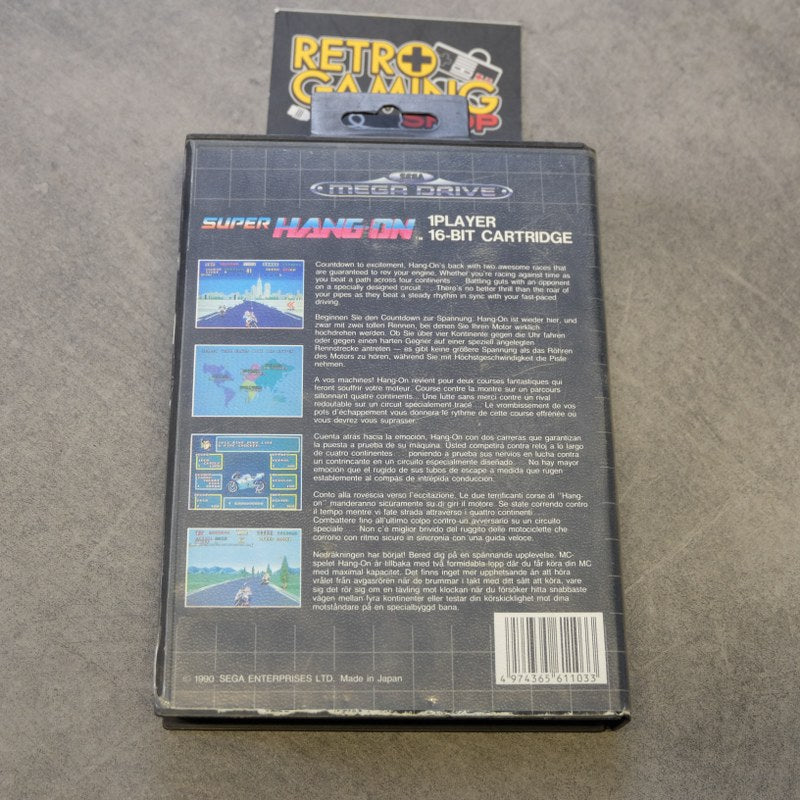 RETRO
GAMING
SHOP
SEGA
MEGA DRIVE
SUPER HANG-ON
1PLAYER
16-BIT CARTRIDGE
Countdown to excitement, Hang-On's back with two awesome races that
are guaranteed to rev your engine. Whether you're racing against time as
you beat a path across four continents... Battling guts with an opponent
on a specially designed circuit... There's no better thrill than the roar of
your pipes as they beat a steady rhythm in sync with your fast-paced
driving.
Beginnen Sie den Countdown zur Spannung. Hang-On ist wieder hier, und
zwar mit zwei tollen Rennen, bei denen Sie Ihren Motor wirklich
hochdrehen werden. Ob Sie über vier Kontinente gegen die Uhr fahren
oder gegen einen harten Gegner auf einer speziell angelegten
Rennstrecke antreten — es gibt keine größere Spannung als das Röhren
des Motors zu hören, während Sie mit Höchstgeschwindigkeit die Piste
nehmen.
A vos machines! Hang-On revient pour deux courses fantastiques qui
feront souffrir votre moteur. Course contre la montre sur un parcours
sillonnant quatre continents... Une lutte sans merci contre un rival
redoutable sur un circuit spécialement tracé... Le vrombissement de vos
pots d'échappement vous donnera le rythme de cette course effrénée où
vous devrez vous surpasser.
Cuenta atrás hacia la emoción, Hang-On con dos carreras que garantizan
la puesta a prueba de su máquina. Usted competirá contra reloj a lo largo
de cuatro continentes... poniendo a prueba sus nervios en lucha contra
un contrincante en un circuito especialmente diseñado... No hay mayor
emoción que el rugido de sus tubos de escape a medida que rugen
establemente al compás de intrépida conducción.
Conto alla rovescia verso l'eccitazione. Le due terrificanti corse di "Hang-
on" manderanno sicuramente su di giri il motore. Se state correndo contro
il tempo mentre vi fate strada attraverso i quattro continenti...
Combattere fino all'ultimo colpo contro un avversario su un circuito
speciale... Non c'è miglior brivido del ruggito delle motociclette che
corrono con ritmo sicuro in sincronia con una guida veloce.
Nedräkningen har börjat! Bered dig på en spännande upplevelse. MC-
spelet Hang-On är tillbaka med två formidabla lopp där du får köra din MC
med maximal kapacitet. Det finns inget mer upphetsande än att höra
vrålet från avgasrören när de brummar i takt med ditt sätt att köra, vare
sig det rör sig om en tävling mot klockan när du försöker hitta snabbaste
vägen mellan fyra kontinenter eller testar din körskicklighet mot dina
motståndare på en specialbyggd bana.
4 974365 611033
© 1990 SEGA ENTERPRISES LTD. Made in Japan